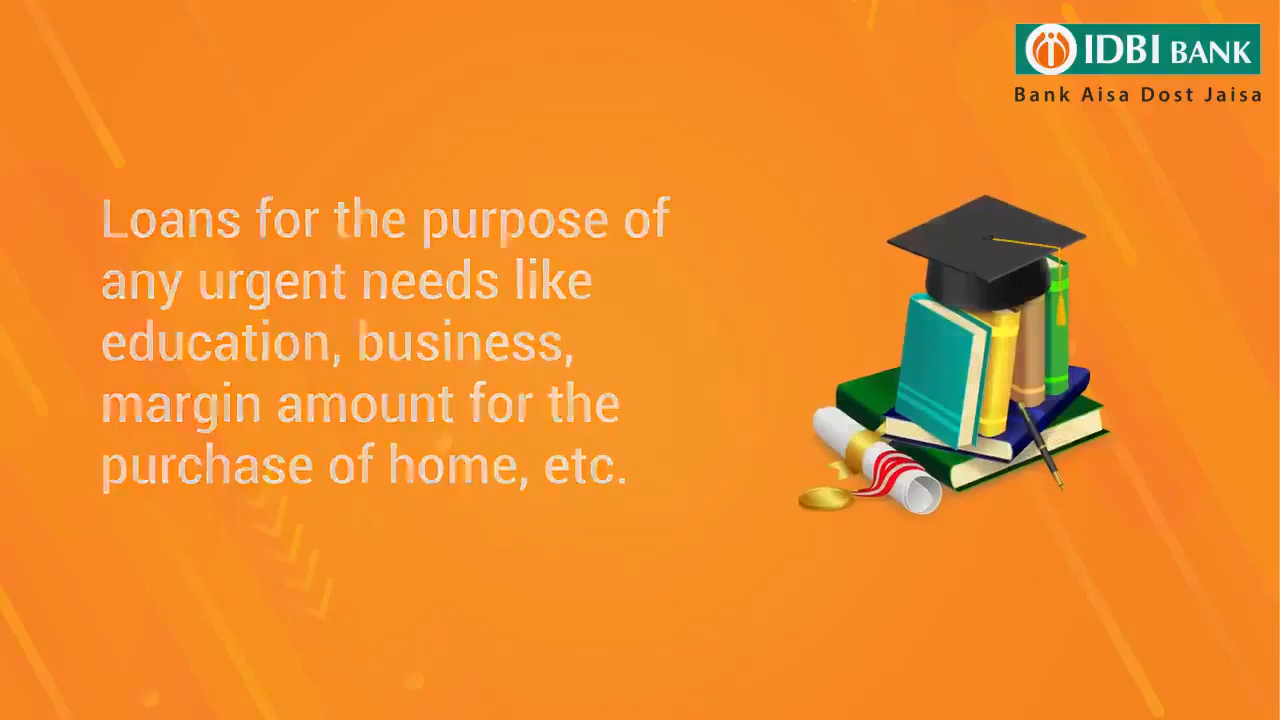 IDBI BANK
Bank Aisa Dost Jaisa
Loans for the purpose of
any urgent needs like
education, business,
margin amount for the
purchase of home, etc.